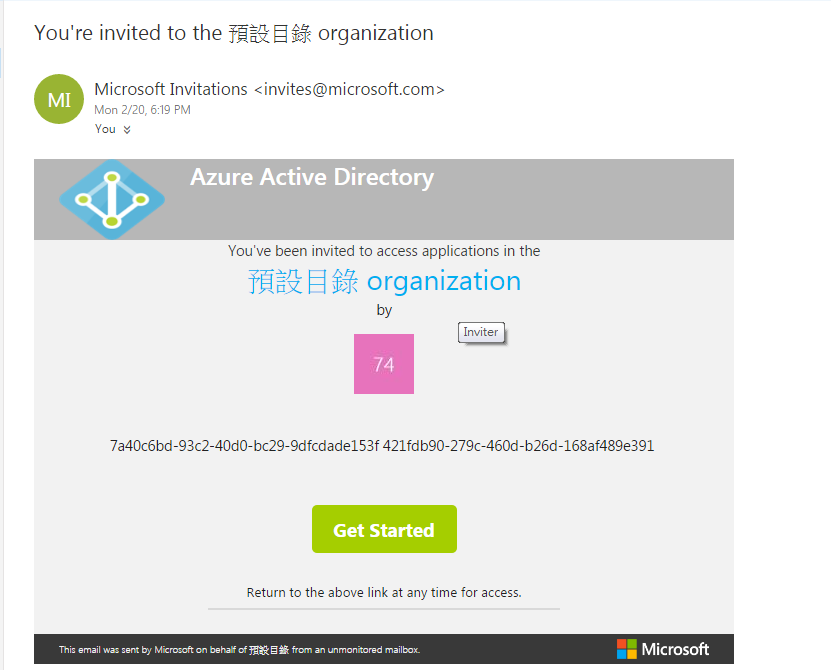 You're invited to the 預設目錄 organization
MI
Microsoft Invitations <invites@microsoft.com>
Mon 2/20, 6:19 PM
You
Azure Active Directory
You've been invited to access applications in the
預設目錄 organization
by
Inviter
74
7a40c6bd-93c2-40d0-bc29-9dfcdade153f 421fdb90-279c-460d-b26d-168af489e391
Get Started
Return to the above link at any time for access.
This email was sent by Microsoft on behalf of 預設目錄 from an unmonitored mailbox.
Microsoft